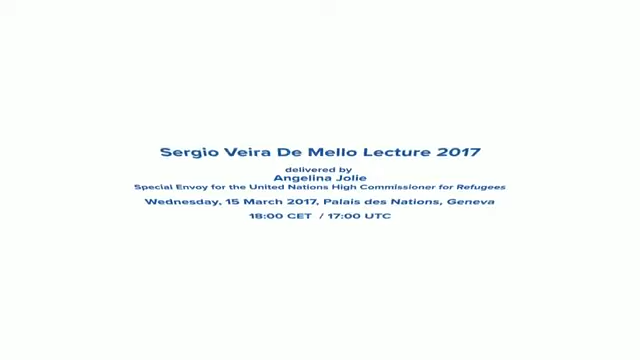 Sergio Veira De Mello Lecture 2017
delivered by
Angelina Jolie
Special Envoy for the United Nations High Commissioner for Refugees
Wednesday, 15 March 2017, Palais des Nations, Geneva
18:00 CET / 17:00 UTC